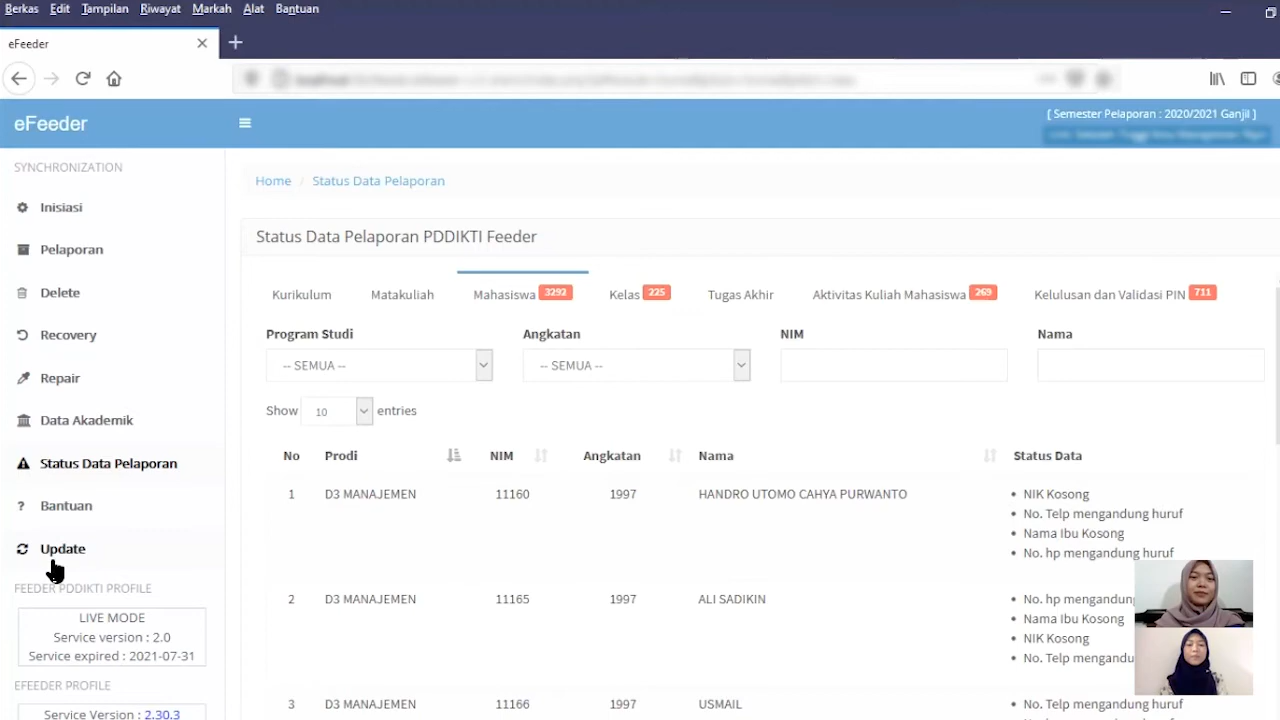 Berkas Edit Tampilan Riwayat Markah Alat Bantuan
eFeeder
eFeeder
[ Semester Pelaporan : 2020/2021 Ganjil ]
SYNCHRONIZATION
Inisiasi
Pelaporan
Delete
Recovery
Repair
Data Akademik
Status Data Pelaporan
Bantuan
Update
FEEDER PDDIKTI PROFILE
LIVE MODE
Service version : 2.0
Service expired : 2021-07-31
EFEEDER PROFILE
Service Version : 2.30.3
Home / Status Data Pelaporan
Status Data Pelaporan PDDIKTI Feeder
Kurikulum Matakuliah Mahasiswa 3292 Kelas 225 Tugas Akhir Aktivitas Kuliah Mahasiswa 269 Kelulusan dan Validasi PIN 711
Program Studi Angkatan NIM Nama
-- SEMUA -- -- SEMUA --
Show 10 entries
No Prodi NIM Angkatan Nama Status Data
1 D3 MANAJEMEN 11160 1997 HANDRO UTOMO CAHYA PURWANTO • NIK Kosong
• No. Telp mengandung huruf
• Nama Ibu Kosong
• No. hp mengandung huruf
2 D3 MANAJEMEN 11165 1997 ALI SADIKIN • No. hp mengandung
• Nama Ibu Kosong
• NIK Kosong
• No. Telp mengandung
3 D3 MANAJEMEN 11166 1997 USMAIL • No. Telp mengandung huruf